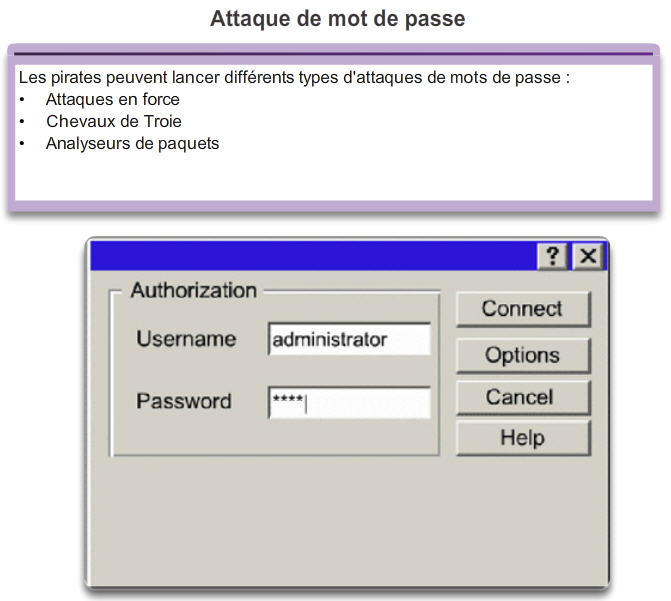 Attaque de mot de passe
Les pirates peuvent lancer différents types d'attaques de mots de passe :
• Attaques en force
• Chevaux de Troie
• Analyseurs de paquets
? X
Authorization
Username administrator
Password ****
Connect
Options
Cancel
Help